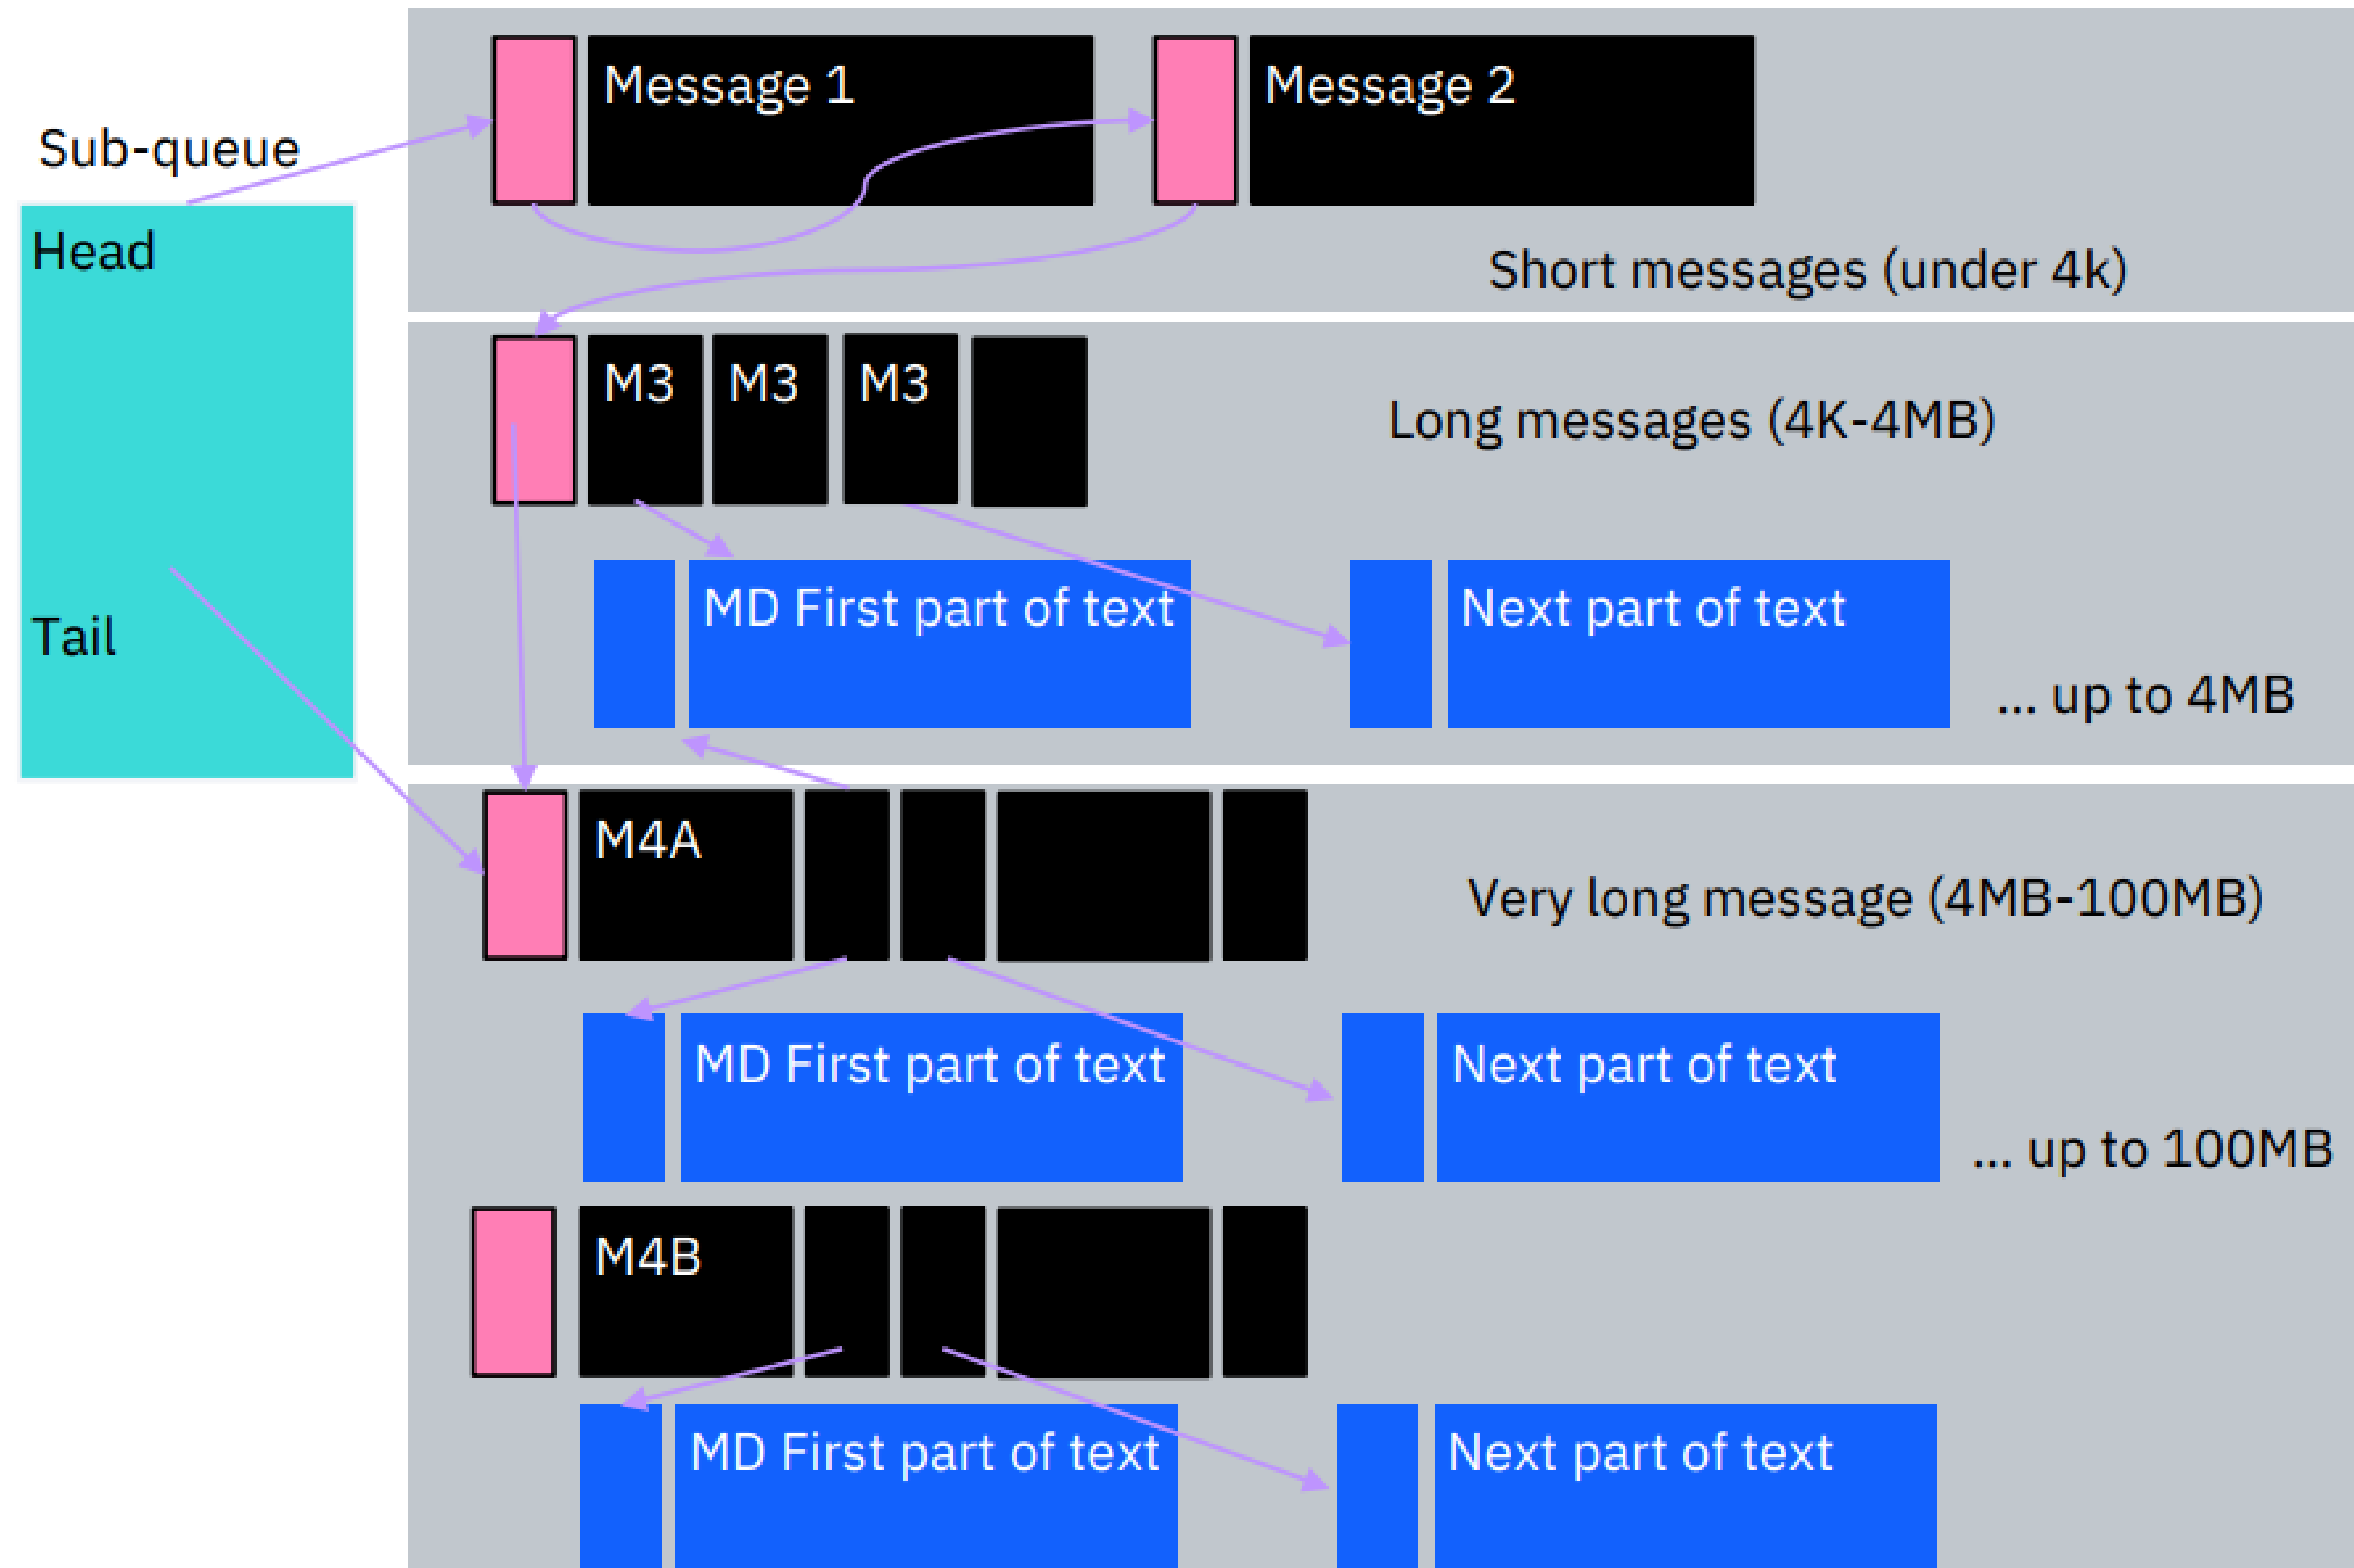 Sub-queue
Head
Tail
Message 1
Message 2
Short messages (under 4k)
M3
M3
M3
Long messages (4K-4MB)
MD First part of text
Next part of text
... up to 4MB
M4A
Very long message (4MB-100MB)
MD First part of text
Next part of text
... up to 100MB
M4B
MD First part of text
Next part of text